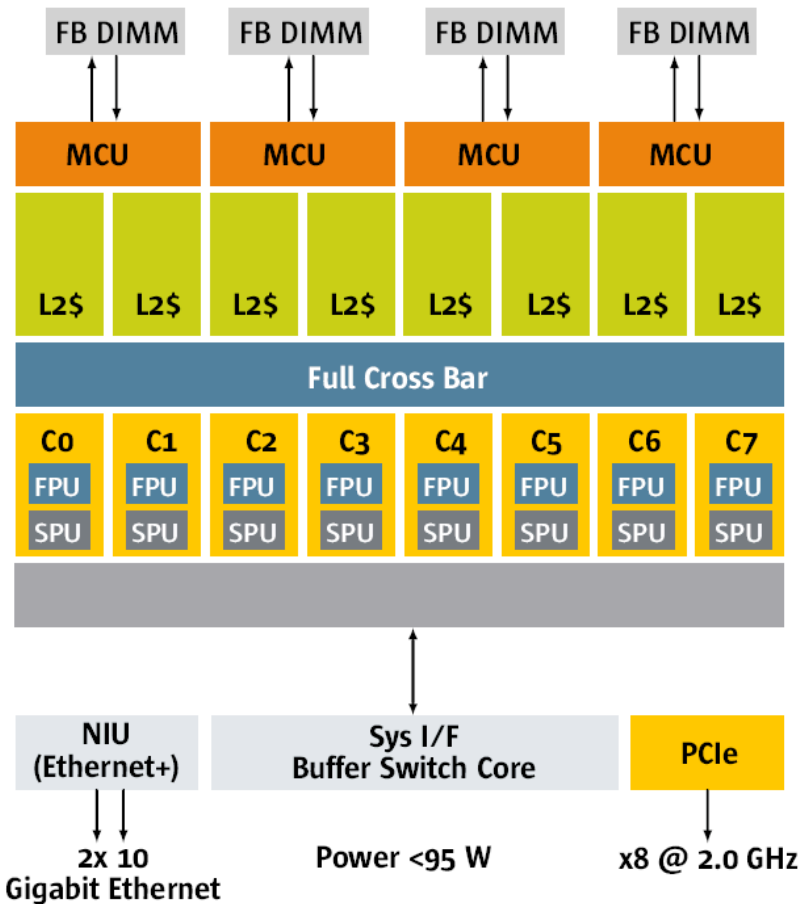 FB DIMM FB DIMM FB DIMM FB DIMM
MCU MCU MCU MCU
L2$ L2$ L2$ L2$ L2$ L2$ L2$ L2$
Full Cross Bar
C0 C1 C2 C3 C4 C5 C6 C7
FPU FPU FPU FPU FPU FPU FPU FPU
SPU SPU SPU SPU SPU SPU SPU SPU
NIU
(Ethernet+)
Sys I/F
Buffer Switch Core
PCIe
2x 10
Gigabit Ethernet
Power <95 W
x8 @ 2.0 GHz